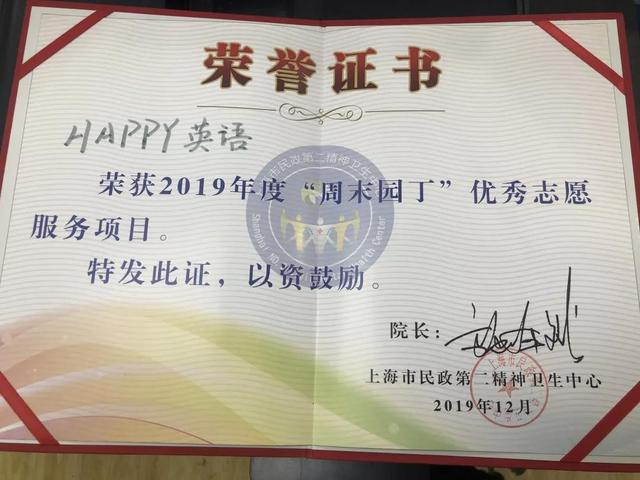 荣誉证书
HAPPY英语
荣获2019年度“周末园丁”优秀志愿
服务项目。
特发此证，以资鼓励。
院长：
上海市民政第二精神卫生中心
2019年12月